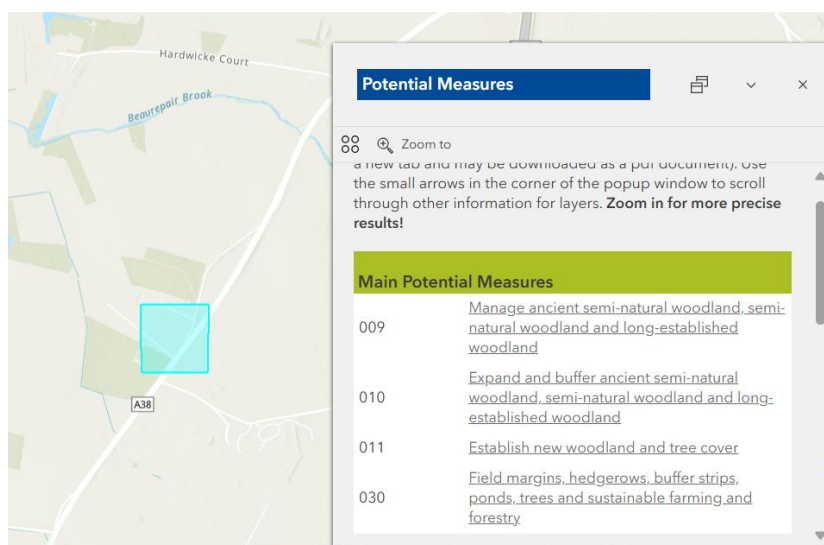 Hardwicke Court
Beaurepair Brook
A38
Potential Measures
Zoom to
a new tab and may be downloaded as a pdf document). Use
the small arrows in the corner of the popup window to scroll
through other information for layers. Zoom in for more precise
results!
Main Potential Measures
009 Manage ancient semi-natural woodland, semi-
natural woodland and long-established
woodland
010 Expand and buffer ancient semi-natural
woodland, semi-natural woodland and long-
established woodland
011 Establish new woodland and tree cover
030 Field margins, hedgerows, buffer strips,
ponds, trees and sustainable farming and
forestry